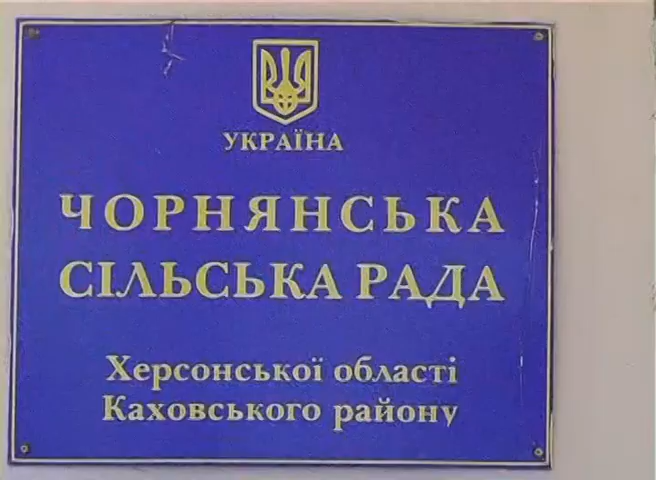 УКРАЇНА
ЧОРНЯНСЬКА
СІЛЬСЬКА РАДА
Херсонської області
Каховського району